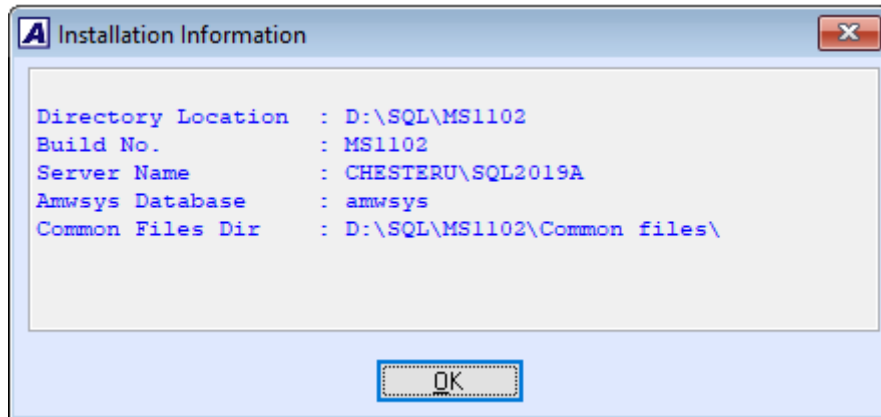 A Installation Information
Directory Location : D:\SQL\MS1102
Build No. : MS1102
Server Name : CHESTERU\SQL2019A
Amwsys Database : amwsys
Common Files Dir : D:\SQL\MS1102\Common files\
OK